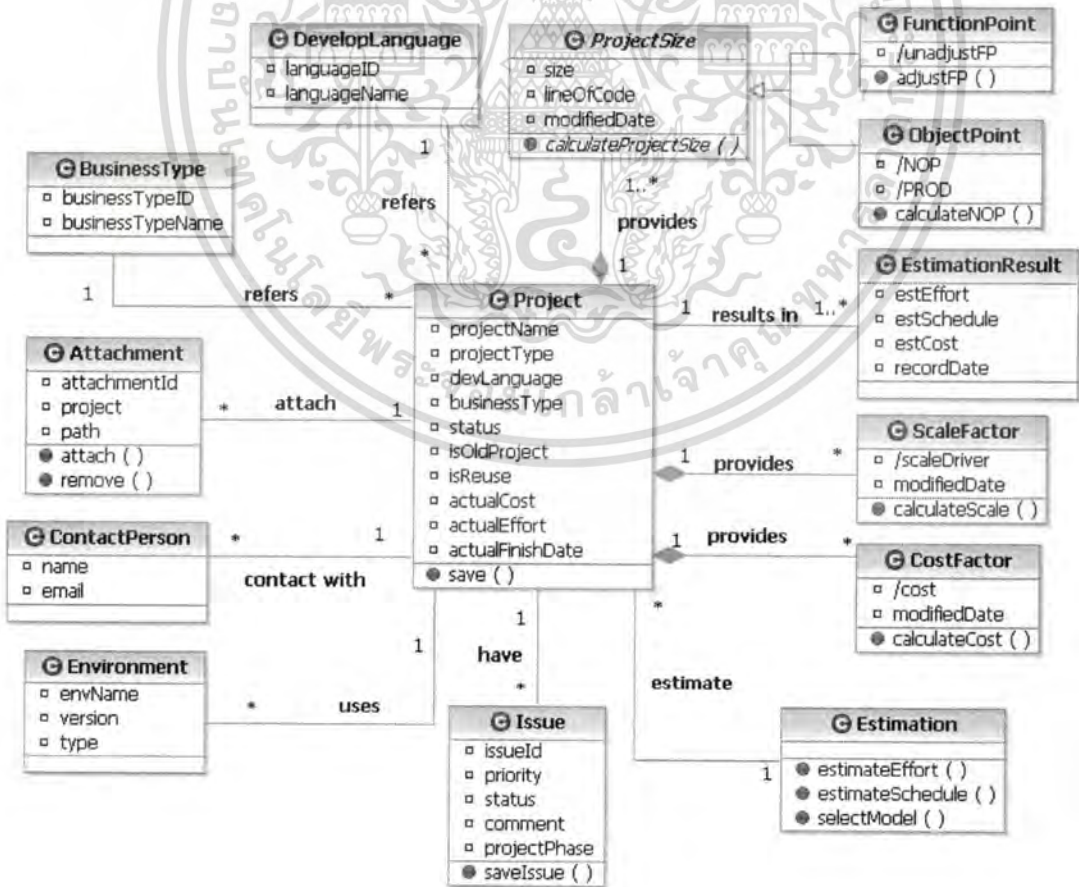 DevelopLanguage
languageID
languageName
ProjectSize
size
lineOfCode
modifiedDate
calculateProjectSize ( )
FunctionPoint
/unadjustFP
adjustFP ( )
ObjectPoint
/NOP
/PROD
calculateNOP ( )
BusinessType
businessTypeID
businessTypeName
1
refers
*
1..*
provides
1
1
refers
*
Project
projectName
projectType
devLanguage
businessType
status
isOldProject
isReuse
actualCost
actualEffort
actualFinishDate
save ( )
1 results in 1..*
EstimationResult
estEffort
estSchedule
estCost
recordDate
Attachment
attachmentId
project
path
attach ( )
remove ( )
* attach 1
1 provides *
ScaleFactor
/scaleDriver
modifiedDate
calculateScale ( )
1 provides *
CostFactor
/cost
modifiedDate
calculateCost ( )
ContactPerson
name
email
* 1
contact with
Environment
envName
version
type
1
* uses
1
have
*
Issue
issueId
priority
status
comment
projectPhase
saveIssue ( )
*
estimate
1
Estimation
estimateEffort ( )
estimateSchedule ( )
selectModel ( )